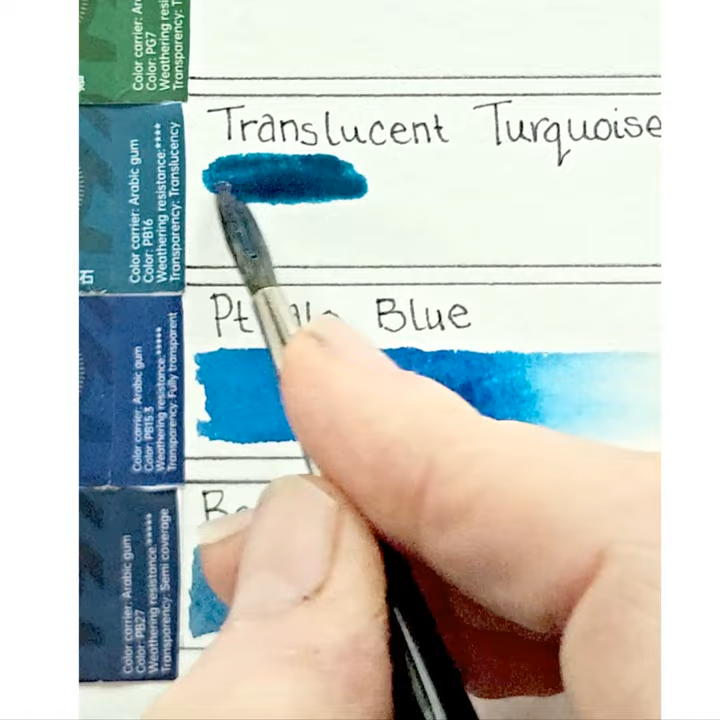 Color carrier: Ar
Color: PG7
Weathering resi
Transparency: T
Translucent Turquoise
Color carrier: Arabic gum
Color: PB16
Weathering resistance:****
Transparency: Translucency
Blue
Color carrier: Arabic gum
Color: PB15:3
Weathering resistance:*****
Transparency: Fully transparent
Color carrier: Arabic gum
Color: PB27
Weathering resistance:*****
Transparency: Semi coverage